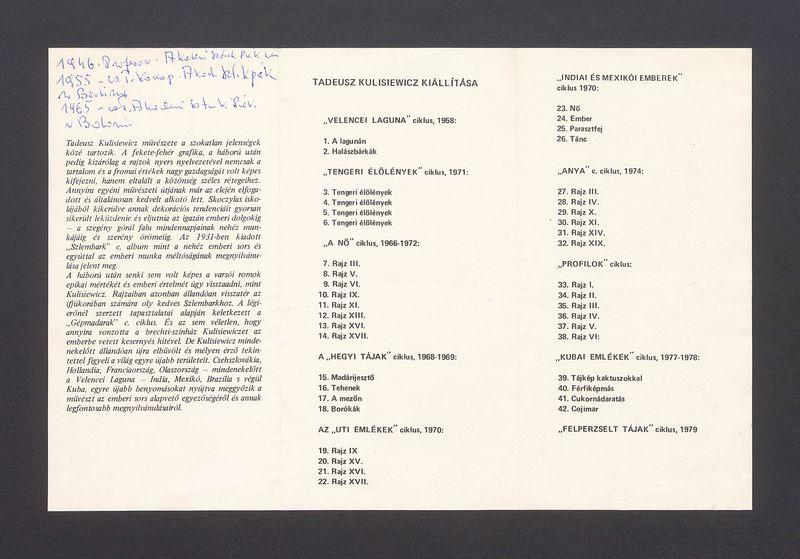 1946. Profesor. Akademi Sztuk Pięk.
1955 - czł. Koresp. Akad. Sztuk Pięk
w Berlinie
1965 - czł. Akademi Sztuk Pięk.
w Bolonii
Tadeusz Kulisiewicz művészete a szokatlan jelenségek
közé tartozik. A fekete-fehér grafika, a háború után
pedig kizárólag a rajzok nyers nyelvezetével nemcsak a
tartalom és a fromai értékek nagy gazdagságát volt képes
kifejezni, hanem eltalált a közönség széles rétegeihez.
Annyira egyéni művészeti útjának már az elején elfoga-
dott és általánosan kedvelt alkotó lett. Skoczylas isko-
lájából kikerülve annak dekorációs tendenciáit gyorsan
sikerült leküzdenie és eljutnia az igazán emberi dolgokig
– a szegény górál falu mindennapjainak nehéz mun-
kájáig és szerény örömeiig. Az 1931-ben kiadott
„Szlembark" c. album mint a nehéz emberi sors és
egyúttal az emberi munka méltóságának megnyilvánu-
lása jelent meg.
A háború után senki sem volt képes a varsói romok
epikai mértékét és emberi értelmét úgy visszaadni, mint
Kulisiewicz. Rajzaiban azonban állandóan visszatér az
ifjúkorában számára oly kedves Szlembarkhoz. A légi-
erőnél szerzett tapasztalatai alapján keletkezett a
„Gépmadarak" c. ciklus. És az sem véletlen, hogy
annyira vonzotta a brechti-színház Kulisiewiczet az
emberbe vetett kesernyés hitével. De Kulisiewicz minde-
nekelőtt állandóan újra elbűvölt és mélyen érző tekin-
tettel figyeli a világ egyre újabb területeit. Csehszlovákia,
Hollandia, Franciaország, Olaszország – mindenekelőtt
a Velencei Laguna – India, Mexikó, Brazília s végül
Kuba, egyre újabb benyomásokat nyújtva meggyőzik a
művészt az emberi sors alapvető egyezőségéről és annak
legfontosabb megnyilvánulásairól.
TADEUSZ KULISIEWICZ KIÁLLÍTÁSA
„VELENCEI LAGUNA" ciklus, 1958:
1. A lagunán
2. Halászbárkák
„TENGERI ÉLŐLÉNYEK" ciklus, 1971:
3. Tengeri élőlények
4. Tengeri élőlények
5. Tengeri élőlények
6. Tengeri élőlények
„A NŐ" ciklus, 1966-1972:
7. Rajz III.
8. Rajz V.
9. Rajz VI.
10. Rajz IX.
11. Rajz XI.
12. Rajz XIII.
13. Rajz XVI.
14. Rajz XVII.
A „HEGYI TÁJAK" ciklus, 1968-1969:
15. Madárijesztő
16. Tehenek
17. A mezőn
18. Borókák
AZ „UTI EMLÉKEK" ciklus, 1970:
19. Rajz IX
20. Rajz XV.
21. Rajz XVI.
22. Rajz XVII.
„INDIAI ÉS MEXIKÓI EMBEREK"
ciklus 1970:
23. Nő
24. Ember
25. Parasztfej
26. Tánc
„ANYA" c. ciklus, 1974:
27. Rajz III.
28. Rajz IV.
29. Rajz X.
30. Rajz XI.
31. Rajz XIV.
32. Rajz XIX.
„PROFILOK" ciklus:
33. Raj z I.
34. Rajz II.
35. Rajz III.
36. Rajz IV.
37. Rajz V.
38. Rajz VI:
„KUBAI EMLÉKEK" ciklus, 1977-1978:
39. Tájkép kaktuszokkal
40. Férfiképmás
41. Cukornádaratás
42. Cojimar
„FELPERZSELT TÁJAK" ciklus, 1979